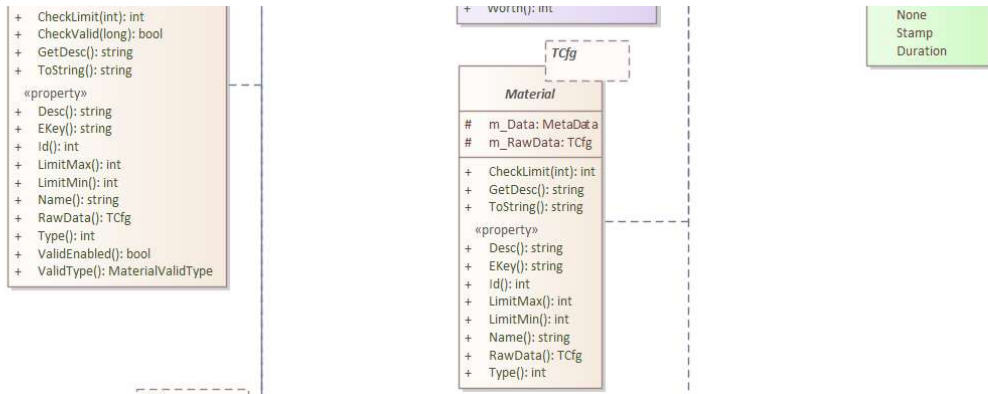 + CheckLimit(int): int
+ CheckValid(long): bool
+ GetDesc(): string
+ ToString(): string
«property»
+ Desc(): string
+ EKey(): string
+ Id(): int
+ LimitMax(): int
+ LimitMin(): int
+ Name(): string
+ RawData(): TCfg
+ Type(): int
+ ValidEnabled(): bool
+ ValidType(): MaterialValidType
+ Worth(): int
TCfg
Material
# m_Data: MetaData
# m_RawData: TCfg
+ CheckLimit(int): int
+ GetDesc(): string
+ ToString(): string
«property»
+ Desc(): string
+ EKey(): string
+ Id(): int
+ LimitMax(): int
+ LimitMin(): int
+ Name(): string
+ RawData(): TCfg
+ Type(): int
None
Stamp
Duration